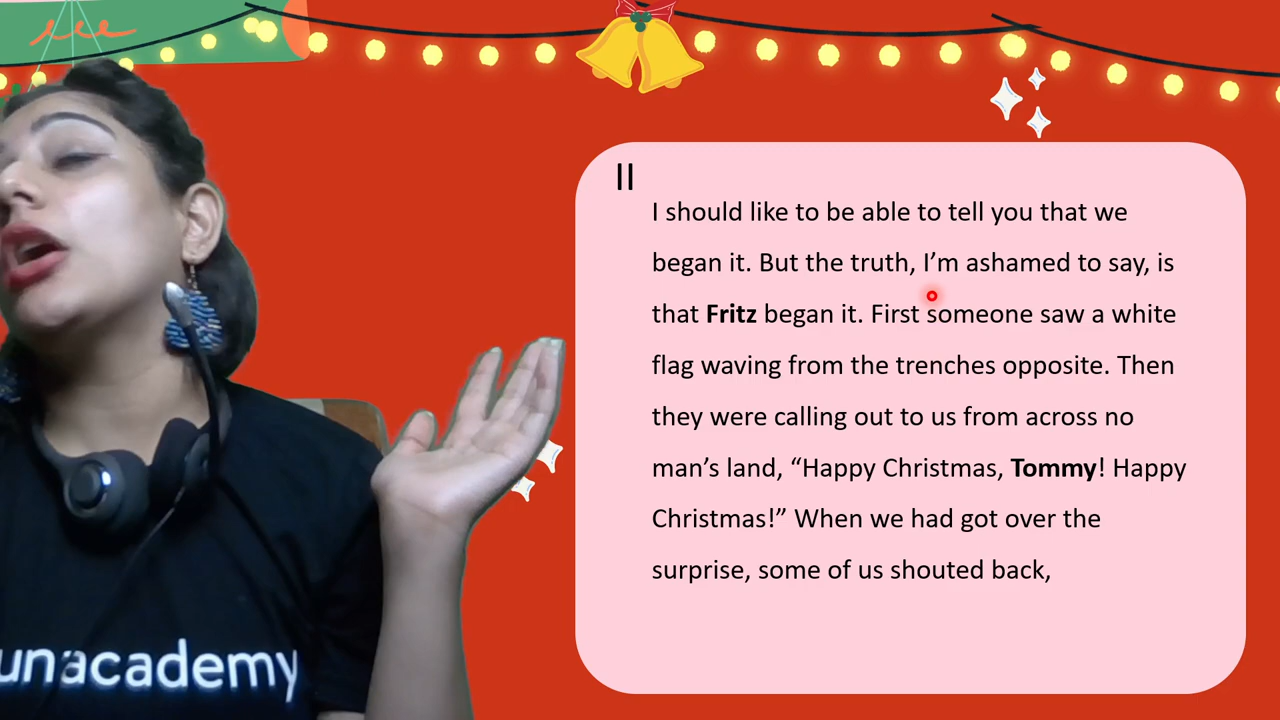 II
I should like to be able to tell you that we
began it. But the truth, I’m ashamed to say, is
that Fritz began it. First someone saw a white
flag waving from the trenches opposite. Then
they were calling out to us from across no
man’s land, “Happy Christmas, Tommy! Happy
Christmas!” When we had got over the
surprise, some of us shouted back,
unacademy